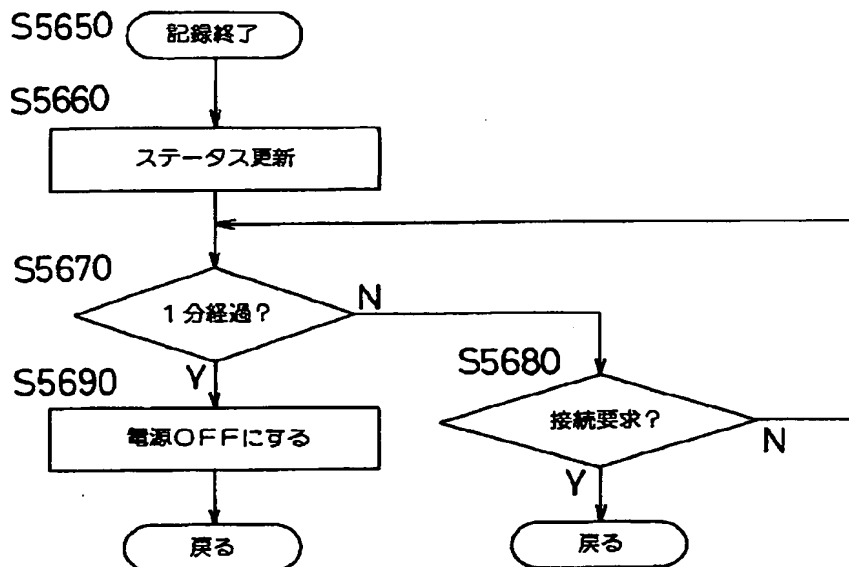 S5650
記録終了
S5660
ステータス更新
S5670
1分経過?
N
Y
S5680
接続要求?
N
Y
S5690
電源OFFにする
戻る
戻る